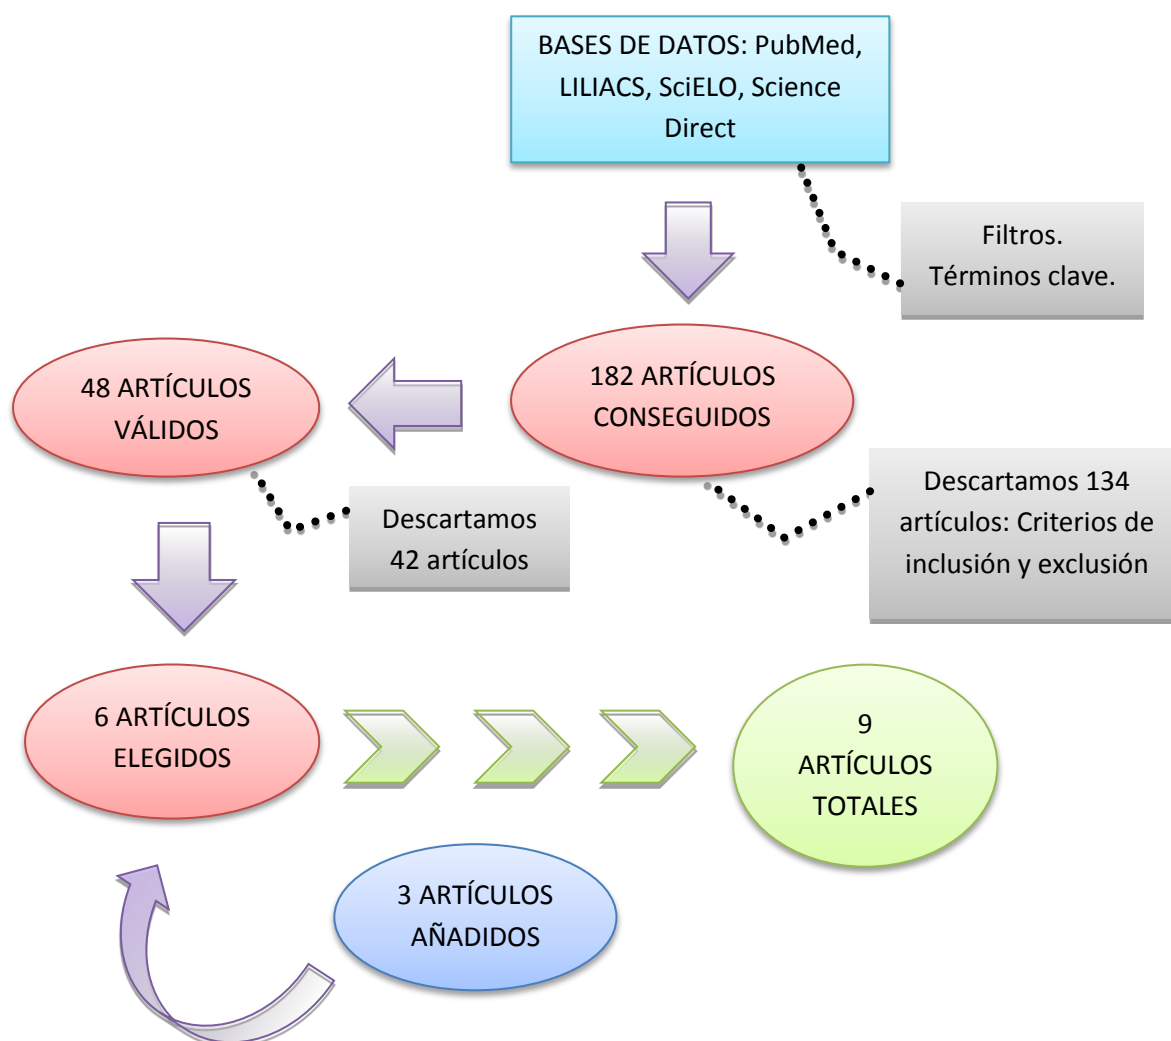 BASES DE DATOS: PubMed,
LILIACS, SciELO, Science
Direct
Filtros.
Términos clave.
182 ARTÍCULOS
CONSEGUIDOS
48 ARTÍCULOS
VÁLIDOS
Descartamos 134
artículos: Criterios de
inclusión y exclusión
Descartamos
42 artículos
6 ARTÍCULOS
ELEGIDOS
9
ARTÍCULOS
TOTALES
3 ARTÍCULOS
AÑADIDOS